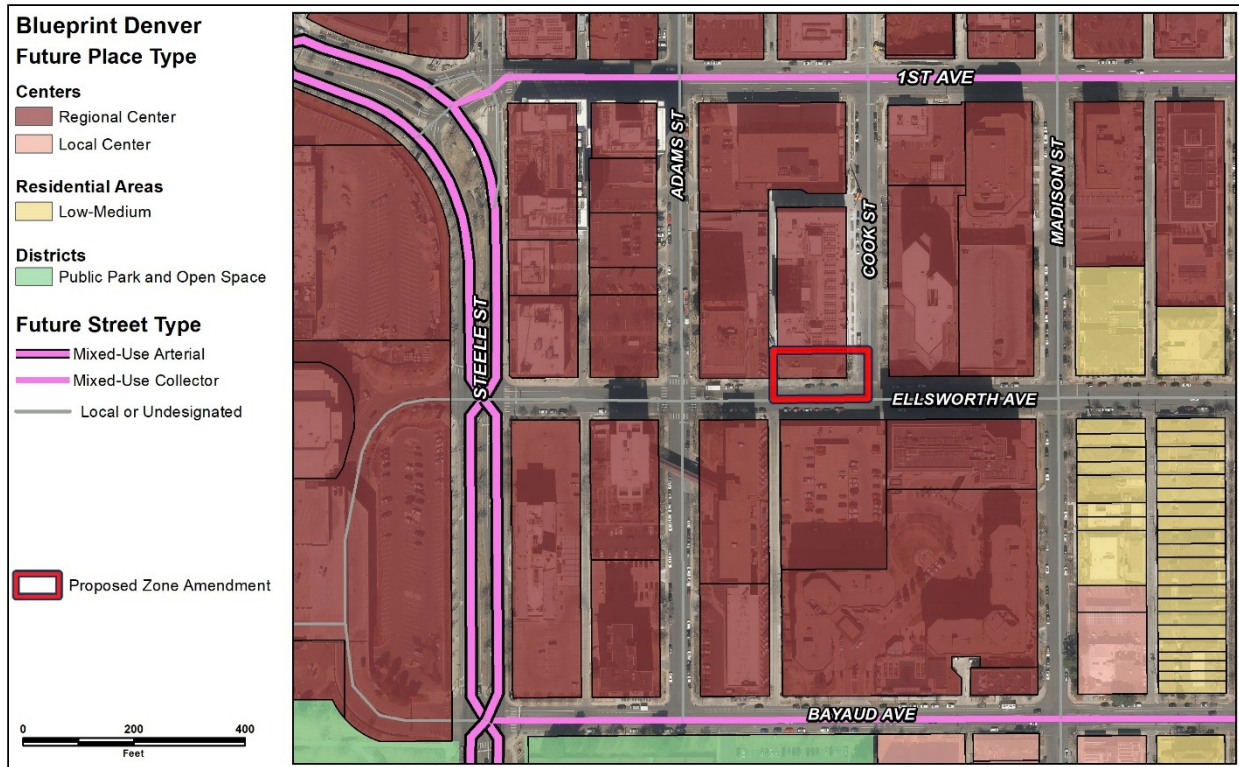 Blueprint Denver
Future Place Type
Centers
Regional Center
Local Center
Residential Areas
Low-Medium
Districts
Public Park and Open Space
Future Street Type
Mixed-Use Arterial
Mixed-Use Collector
Local or Undesignated
Proposed Zone Amendment
0 200 400
Feet
1ST AVE
ADAMS ST
COOK ST
MADISON ST
STEELE ST
ELLSWORTH AVE
BAYAUD AVE